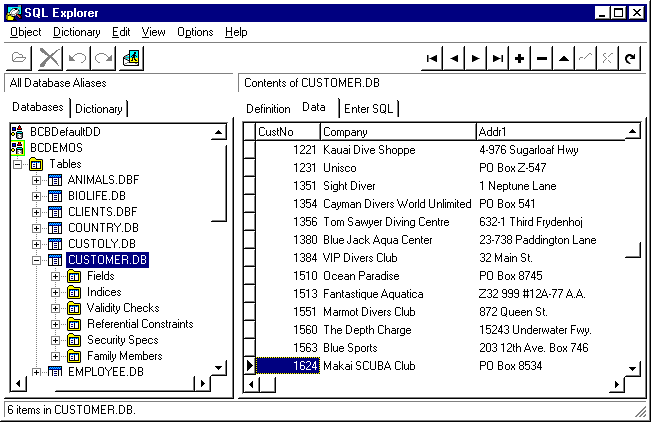 SQL Explorer
Object Dictionary Edit View Options Help
All Database Aliases
Contents of CUSTOMER.DB
Databases Dictionary
Definition Data Enter SQL
BCBDefaultDD
BCDEMOS
Tables
ANIMALS.DBF
BIOLIFE.DB
CLIENTS.DBF
COUNTRY.DB
CUSTOLY.DB
CUSTOMER.DB
Fields
Indices
Validity Checks
Referential Constraints
Security Specs
Family Members
EMPLOYEE.DB
CustNo Company Addr1
1221 Kauai Dive Shoppe 4-976 Sugarloaf Hwy
1231 Unisco PO Box Z-547
1351 Sight Diver 1 Neptune Lane
1354 Cayman Divers World Unlimited PO Box 541
1356 Tom Sawyer Diving Centre 632-1 Third Frydenhoj
1380 Blue Jack Aqua Center 23-738 Paddington Lane
1384 VIP Divers Club 32 Main St.
1510 Ocean Paradise PO Box 8745
1513 Fantastique Aquatica Z32 999 #12A-77 A.A.
1551 Marmot Divers Club 872 Queen St.
1560 The Depth Charge 15243 Underwater Fwy.
1563 Blue Sports 203 12th Ave. Box 746
1624 Makai SCUBA Club PO Box 8534
6 items in CUSTOMER.DB.